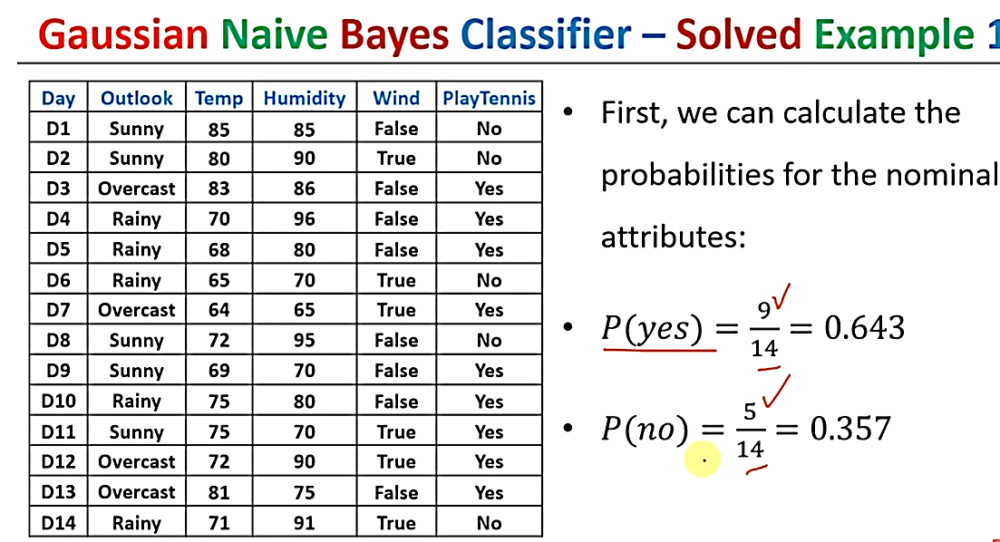 Gaussian Naive Bayes Classifier – Solved Example 1
Day Outlook Temp Humidity Wind PlayTennis
D1 Sunny 85 85 False No
D2 Sunny 80 90 True No
D3 Overcast 83 86 False Yes
D4 Rainy 70 96 False Yes
D5 Rainy 68 80 False Yes
D6 Rainy 65 70 True No
D7 Overcast 64 65 True Yes
D8 Sunny 72 95 False No
D9 Sunny 69 70 False Yes
D10 Rainy 75 80 False Yes
D11 Sunny 75 70 True Yes
D12 Overcast 72 90 True Yes
D13 Overcast 81 75 False Yes
D14 Rainy 71 91 True No
• First, we can calculate the
probabilities for the nominal
attributes:
• P(yes) = 9/14 = 0.643
• P(no) = 5/14 = 0.357